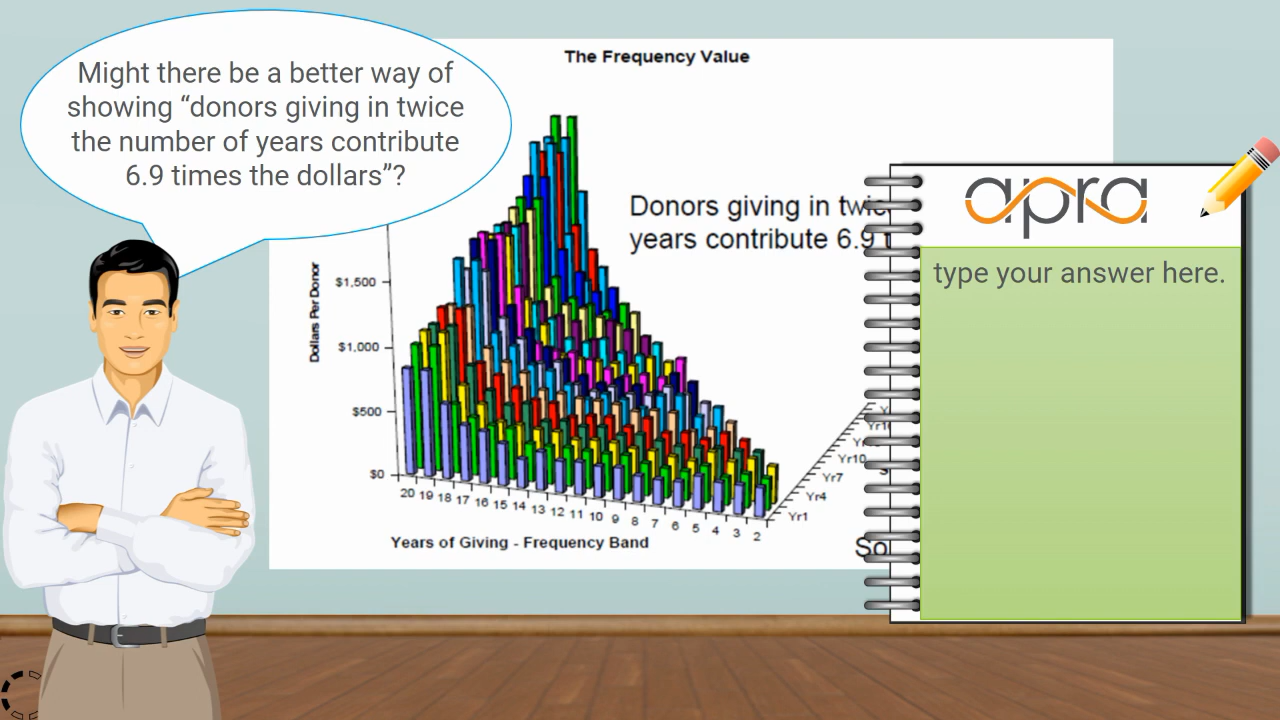 Might there be a better way of
showing “donors giving in twice
the number of years contribute
6.9 times the dollars”?
The Frequency Value
Donors giving in twic
years contribute 6.9 t
Dollars Per Donor
$1,500
$1,000
$500
$0
20 19 18 17 16 15 14 13 12 11 10 9 8 7 6 5 4 3 2
Yr10
Yr7
Yr4
Yr1
Years of Giving - Frequency Band
So
apra
type your answer here.